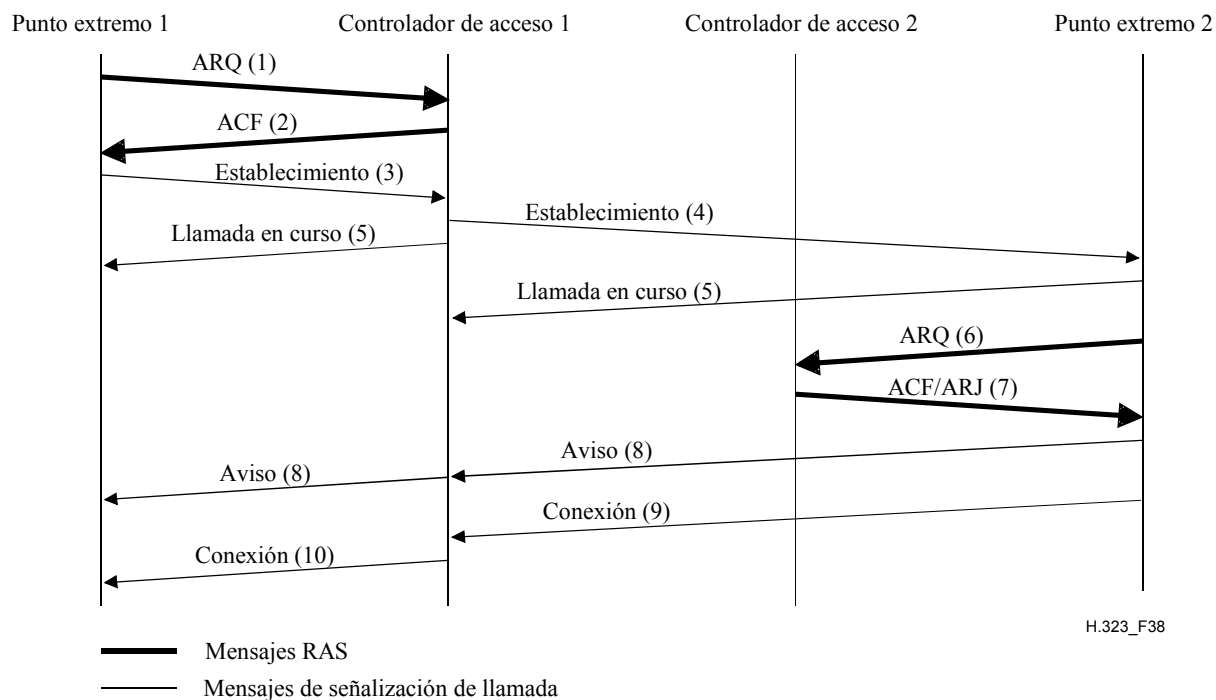 Punto extremo 1
Controlador de acceso 1
Controlador de acceso 2
Punto extremo 2
ARQ (1)
ACF (2)
Establecimiento (3)
Establecimiento (4)
Llamada en curso (5)
Llamada en curso (5)
ARQ (6)
ACF/ARJ (7)
Aviso (8)
Aviso (8)
Conexión (9)
Conexión (10)
H.323_F38
Mensajes RAS
Mensajes de señalización de llamada